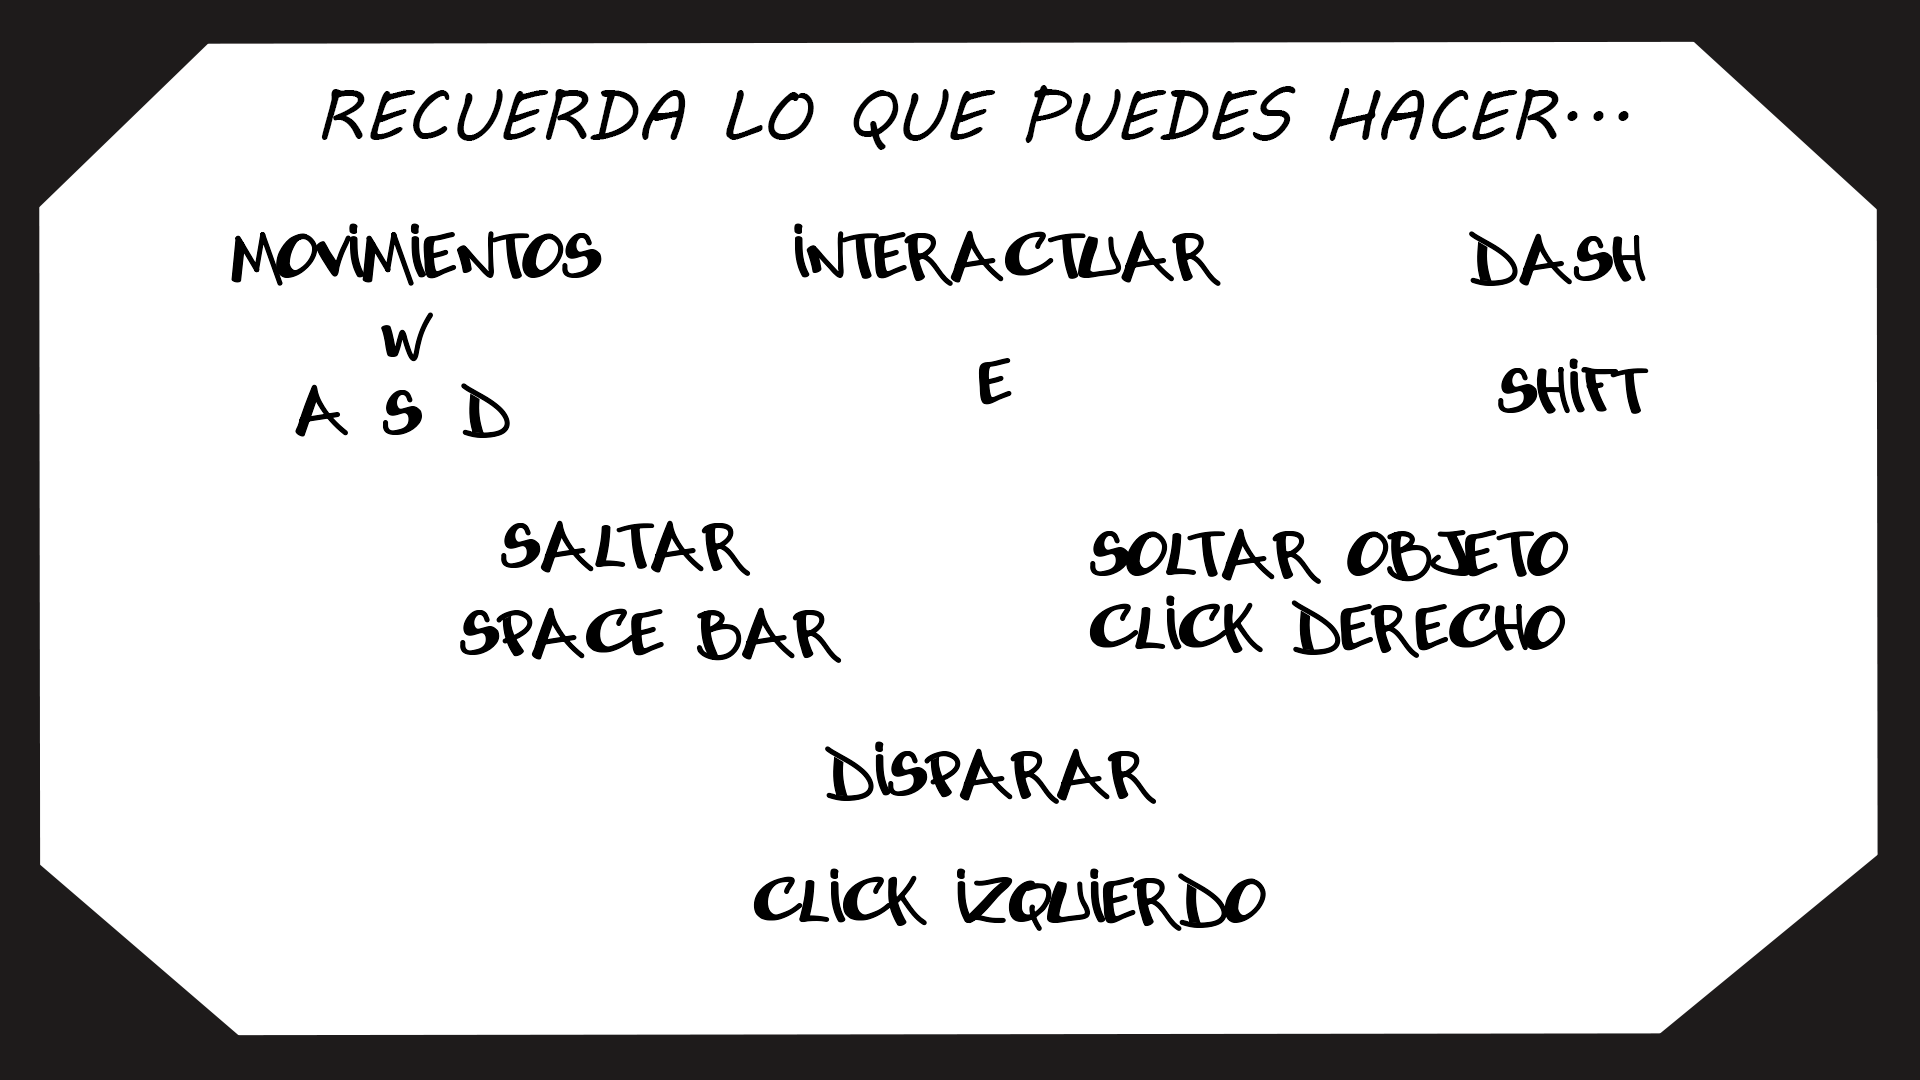 RECUERDA LO QUE PUEDES HACER...
MOVIMIENTOS
W
A S D
INTERACTUAR
E
DASH
SHIFT
SALTAR
SPACE BAR
SOLTAR OBJETO
CLICK DERECHO
DISPARAR
CLICK IZQUIERDO